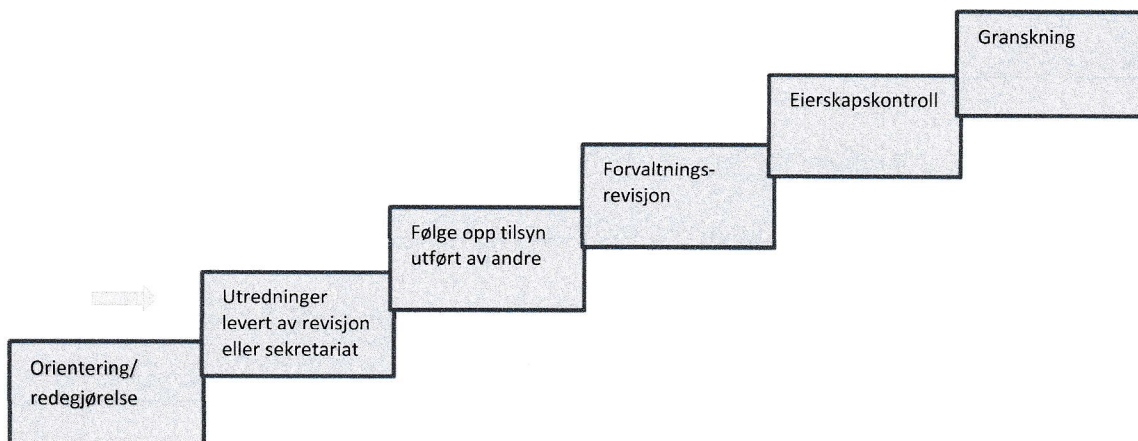 Granskning
Eierskapskontroll
Forvaltnings-
revisjon
Følge opp tilsyn
utført av andre
Utredninger
levert av revisjon
eller sekretariat
Orientering/
redegjørelse